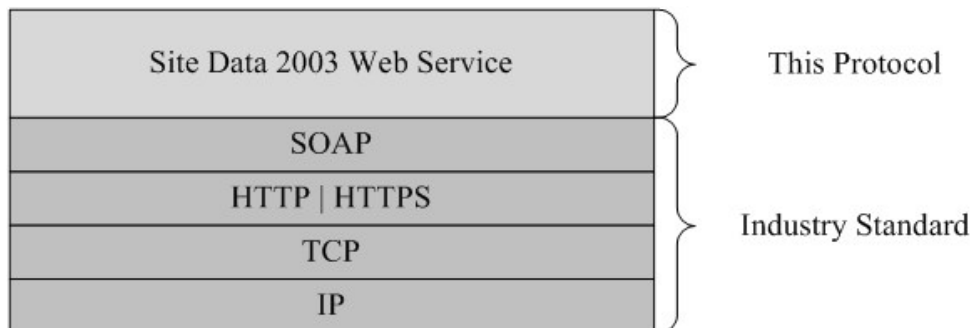 Site Data 2003 Web Service
This Protocol
SOAP
HTTP | HTTPS
Industry Standard
TCP
IP